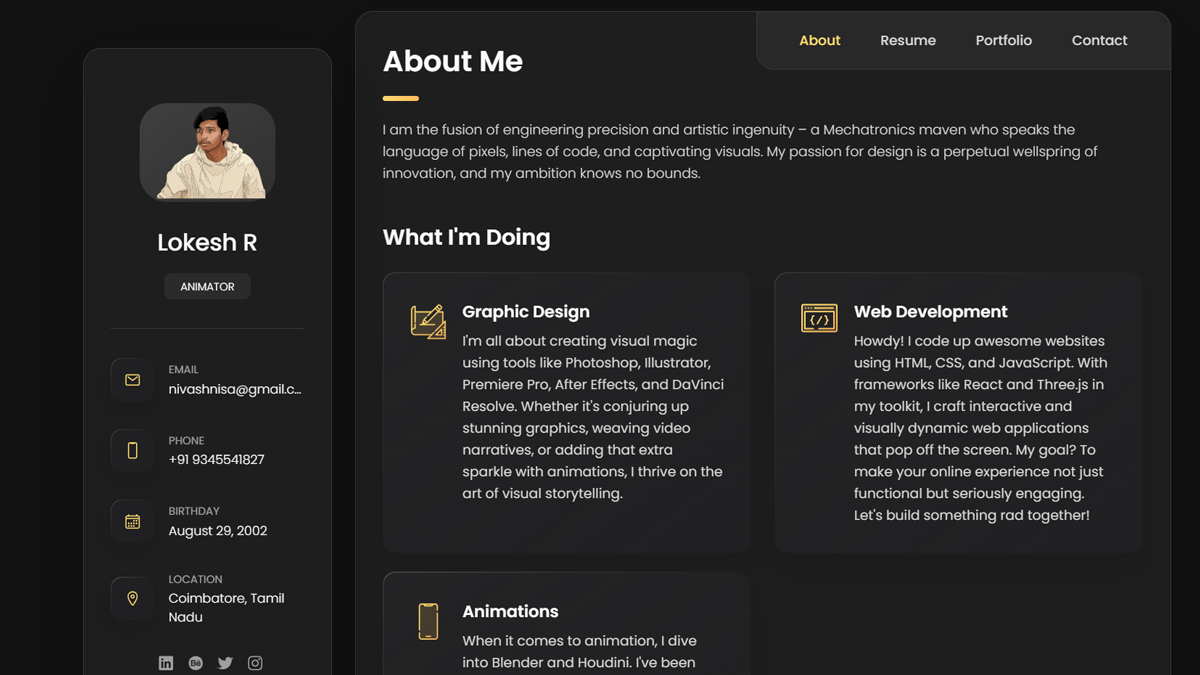 Lokesh R
ANIMATOR
EMAIL
nivashnisa@gmail.c...
PHONE
+91 9345541827
BIRTHDAY
August 29, 2002
LOCATION
Coimbatore, Tamil
Nadu
Bē
About
Resume
Portfolio
Contact
About Me
I am the fusion of engineering precision and artistic ingenuity – a Mechatronics maven who speaks the
language of pixels, lines of code, and captivating visuals. My passion for design is a perpetual wellspring of
innovation, and my ambition knows no bounds.
What I'm Doing
Graphic Design
I'm all about creating visual magic
using tools like Photoshop, Illustrator,
Premiere Pro, After Effects, and DaVinci
Resolve. Whether it's conjuring up
stunning graphics, weaving video
narratives, or adding that extra
sparkle with animations, I thrive on the
art of visual storytelling.
Web Development
Howdy! I code up awesome websites
using HTML, CSS, and JavaScript. With
frameworks like React and Three.js in
my toolkit, I craft interactive and
visually dynamic web applications
that pop off the screen. My goal? To
make your online experience not just
functional but seriously engaging.
Let's build something rad together!
Animations
When it comes to animation, I dive
into Blender and Houdini. I've been